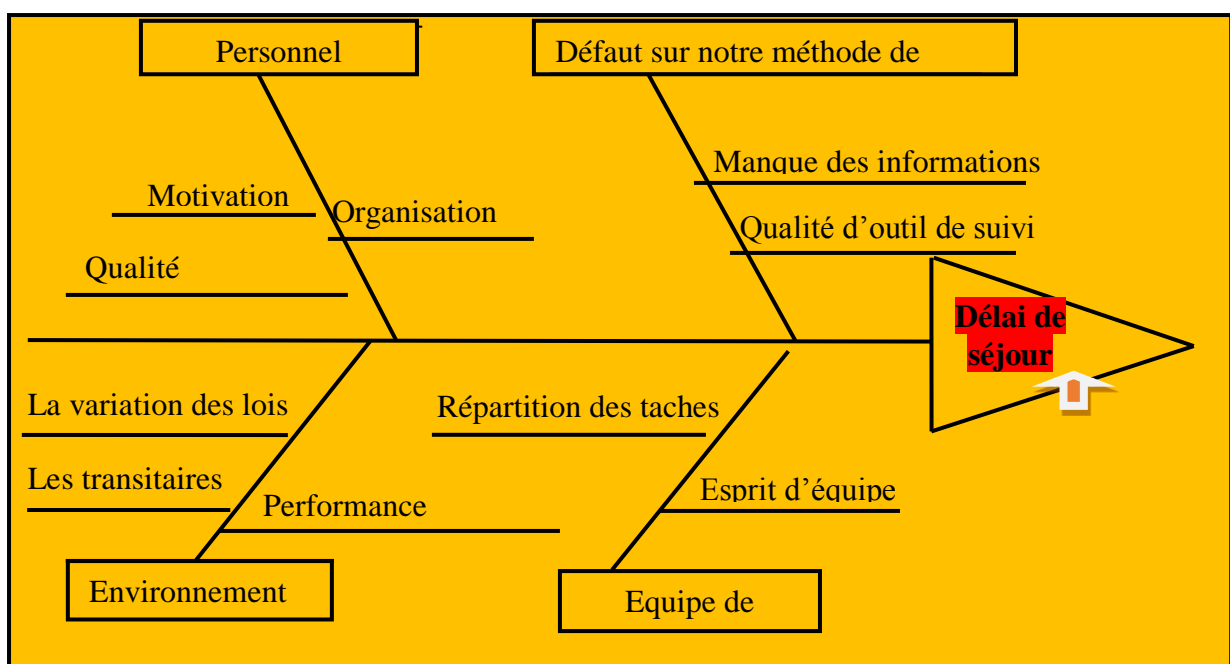 Personnel
Défaut sur notre méthode de
Manque des informations
Motivation
Organisation
Qualité d’outil de suivi
Qualité
Délai de
séjour
La variation des lois
Répartition des taches
Les transitaires
Esprit d’équipe
Performance
Environnement
Equipe de